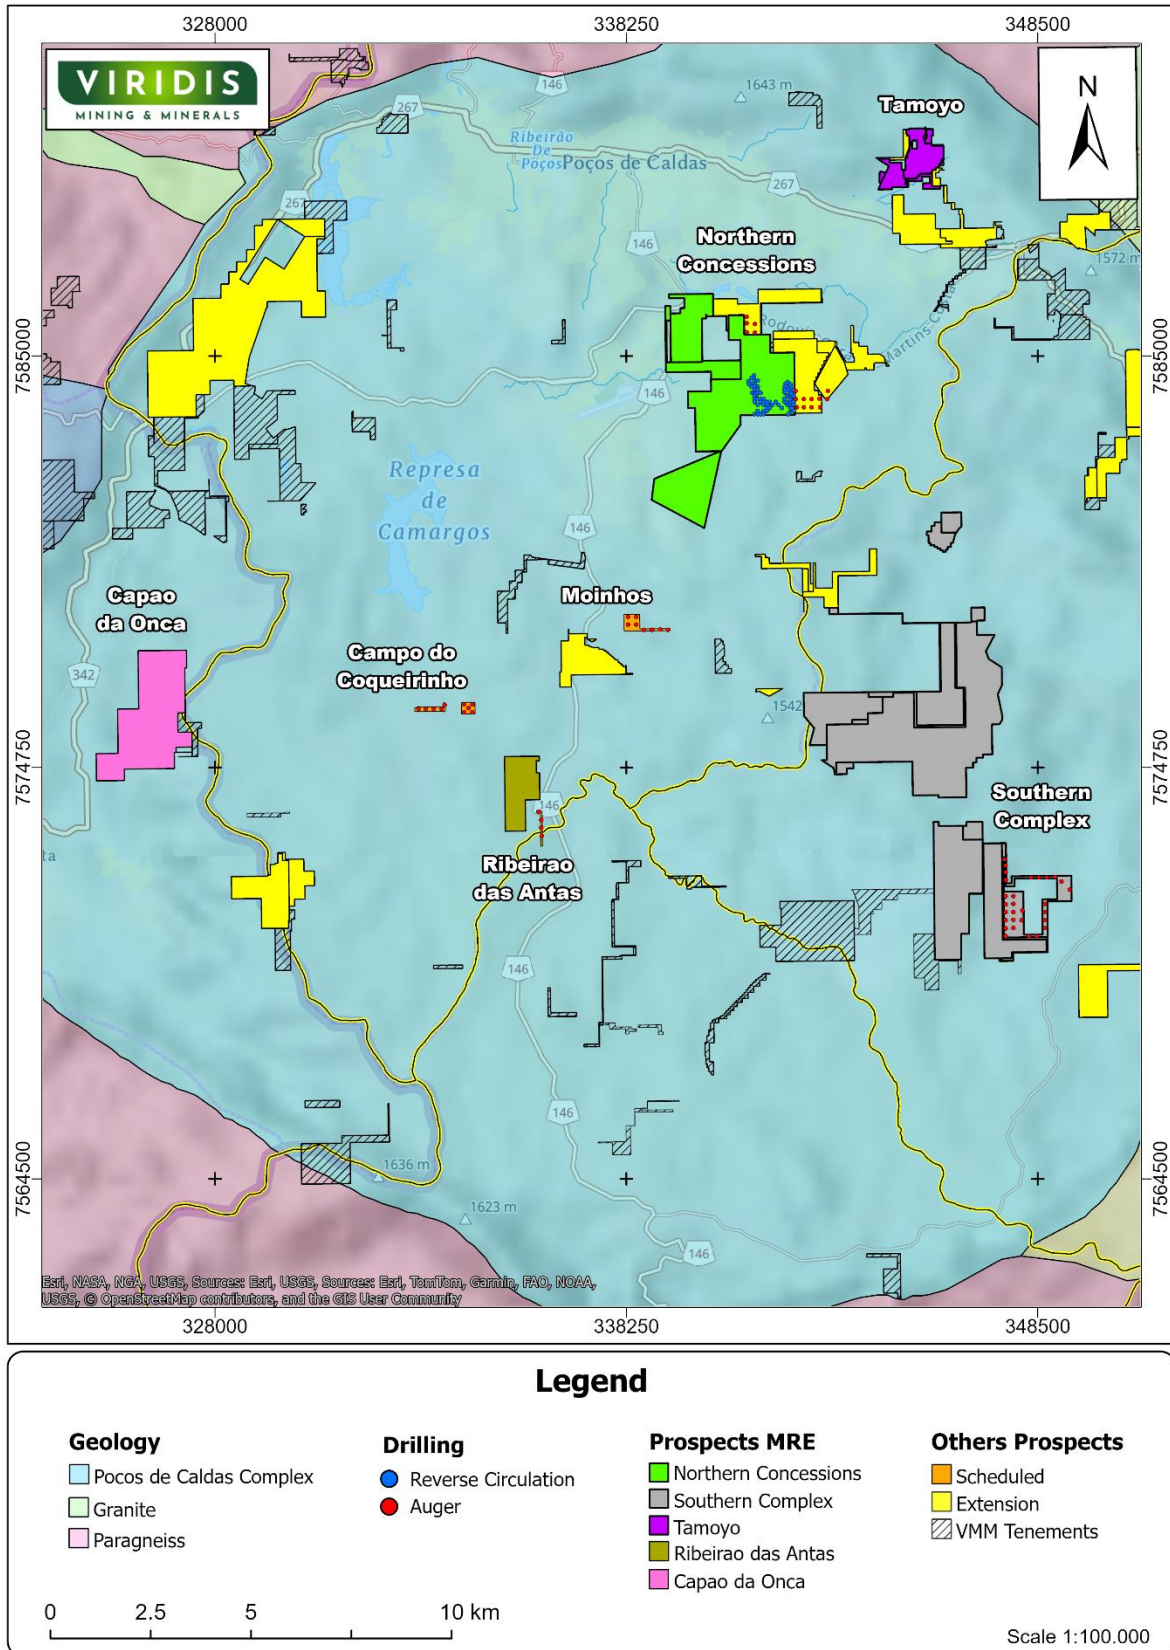 328000
338250
348500
VIRIDIS
MINING & MINERALS
N
146
267
1643 m
Tamoyo
Ribeirão
De
Poços
Poços de Caldas
267
267
146
Northern
Concessions
1572 m
7585000
7585000
146
Represa
de
Camargos
146
Capao
da Onca
Moinhos
342
Campo do
Coqueirinho
1542
7574750
7574750
146
Southern
Complex
ta
Ribeirao
das Antas
146
146
7564500
7564500
1636 m
1623 m
146
Esri, NASA, NGA, USGS, Sources: Esri, USGS, Sources: Esri, TomTom, Garmin, FAO, NOAA,
USGS, © OpenStreetMap contributors, and the GIS User Community
328000
338250
348500
Legend
Geology
Pocos de Caldas Complex
Granite
Paragneiss
Drilling
Reverse Circulation
Auger
Prospects MRE
Northern Concessions
Southern Complex
Tamoyo
Ribeirao das Antas
Capao da Onca
Others Prospects
Scheduled
Extension
VMM Tenements
0
2.5
5
10 km
Scale 1:100.000